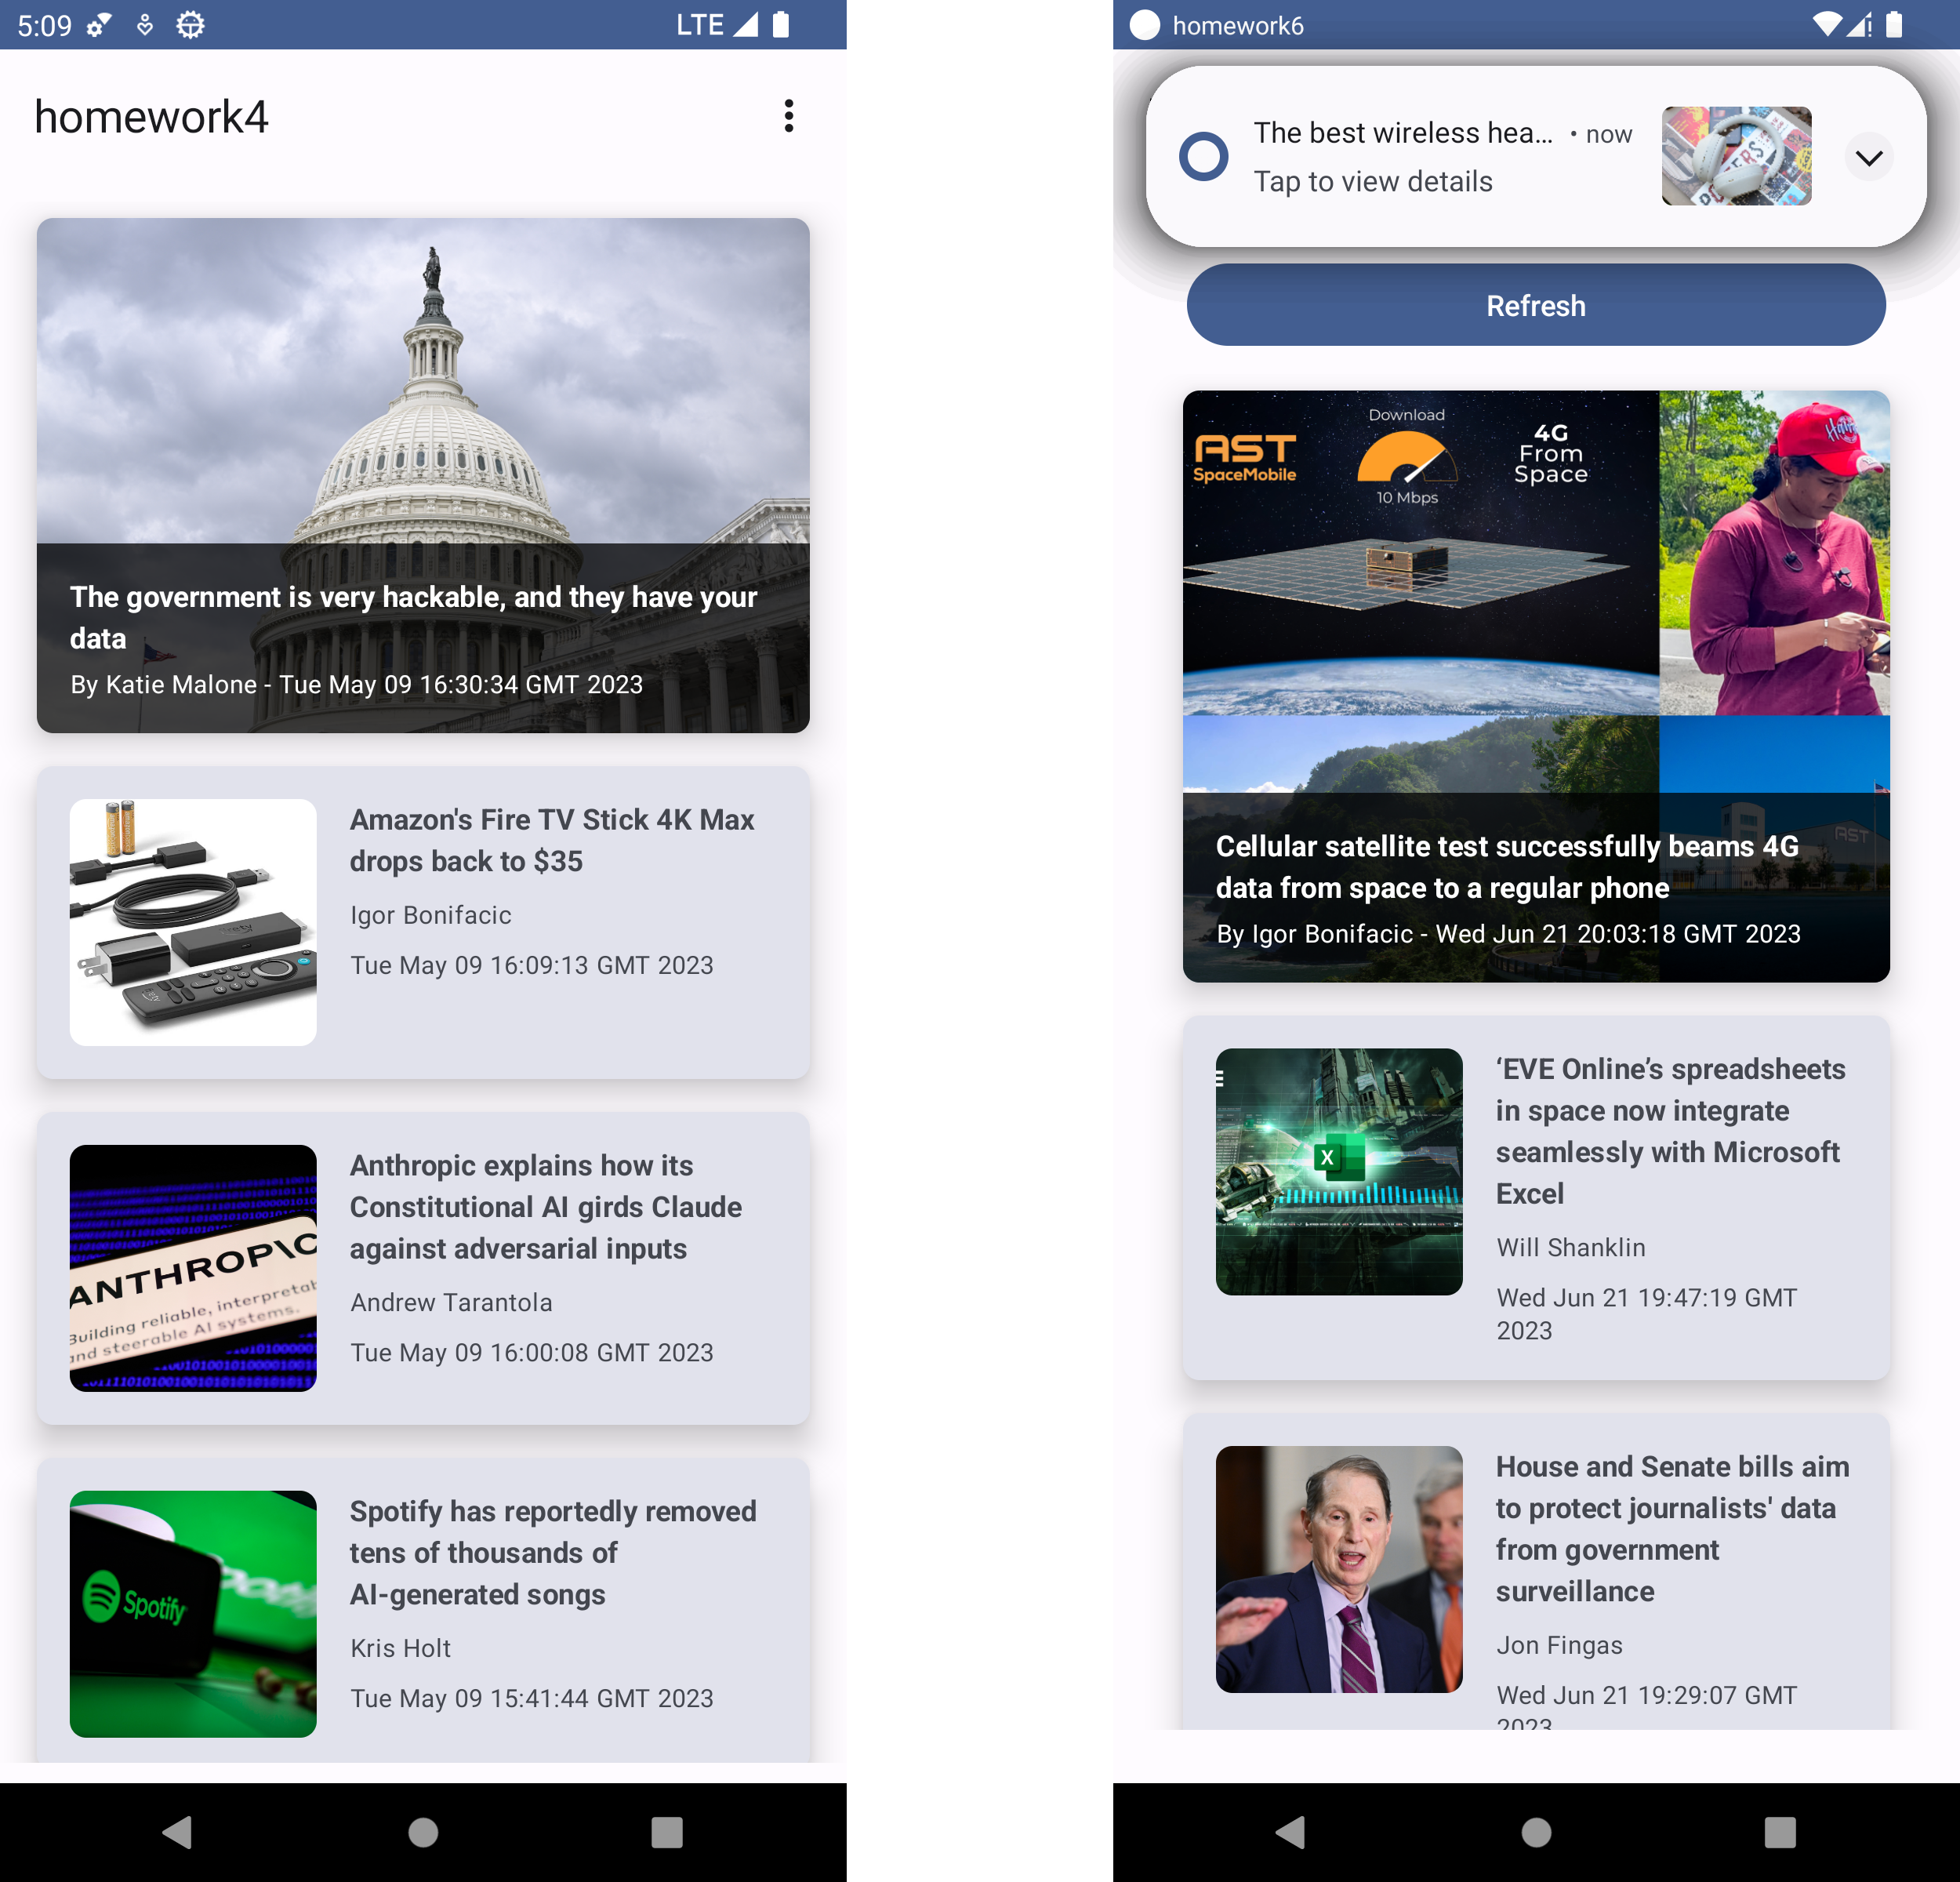 5:09
LTE
homework4
The government is very hackable, and they have your
data
By Katie Malone - Tue May 09 16:30:34 GMT 2023
Amazon's Fire TV Stick 4K Max
drops back to $35
Igor Bonifacic
Tue May 09 16:09:13 GMT 2023
ANTHROP\C
Building reliable, interpretab
and steerable AI systems.
Anthropic explains how its
Constitutional AI girds Claude
against adversarial inputs
Andrew Tarantola
Tue May 09 16:00:08 GMT 2023
Spotify
Spotify has reportedly removed
tens of thousands of
AI-generated songs
Kris Holt
Tue May 09 15:41:44 GMT 2023
homework6
The best wireless hea... • now
Tap to view details
Refresh
AST
SpaceMobile
Download
10 Mbps
4G
From
Space
AST
Cellular satellite test successfully beams 4G
data from space to a regular phone
By Igor Bonifacic - Wed Jun 21 20:03:18 GMT 2023
X
‘EVE Online’s spreadsheets
in space now integrate
seamlessly with Microsoft
Excel
Will Shanklin
Wed Jun 21 19:47:19 GMT
2023
House and Senate bills aim
to protect journalists' data
from government
surveillance
Jon Fingas
Wed Jun 21 19:29:07 GMT
2023